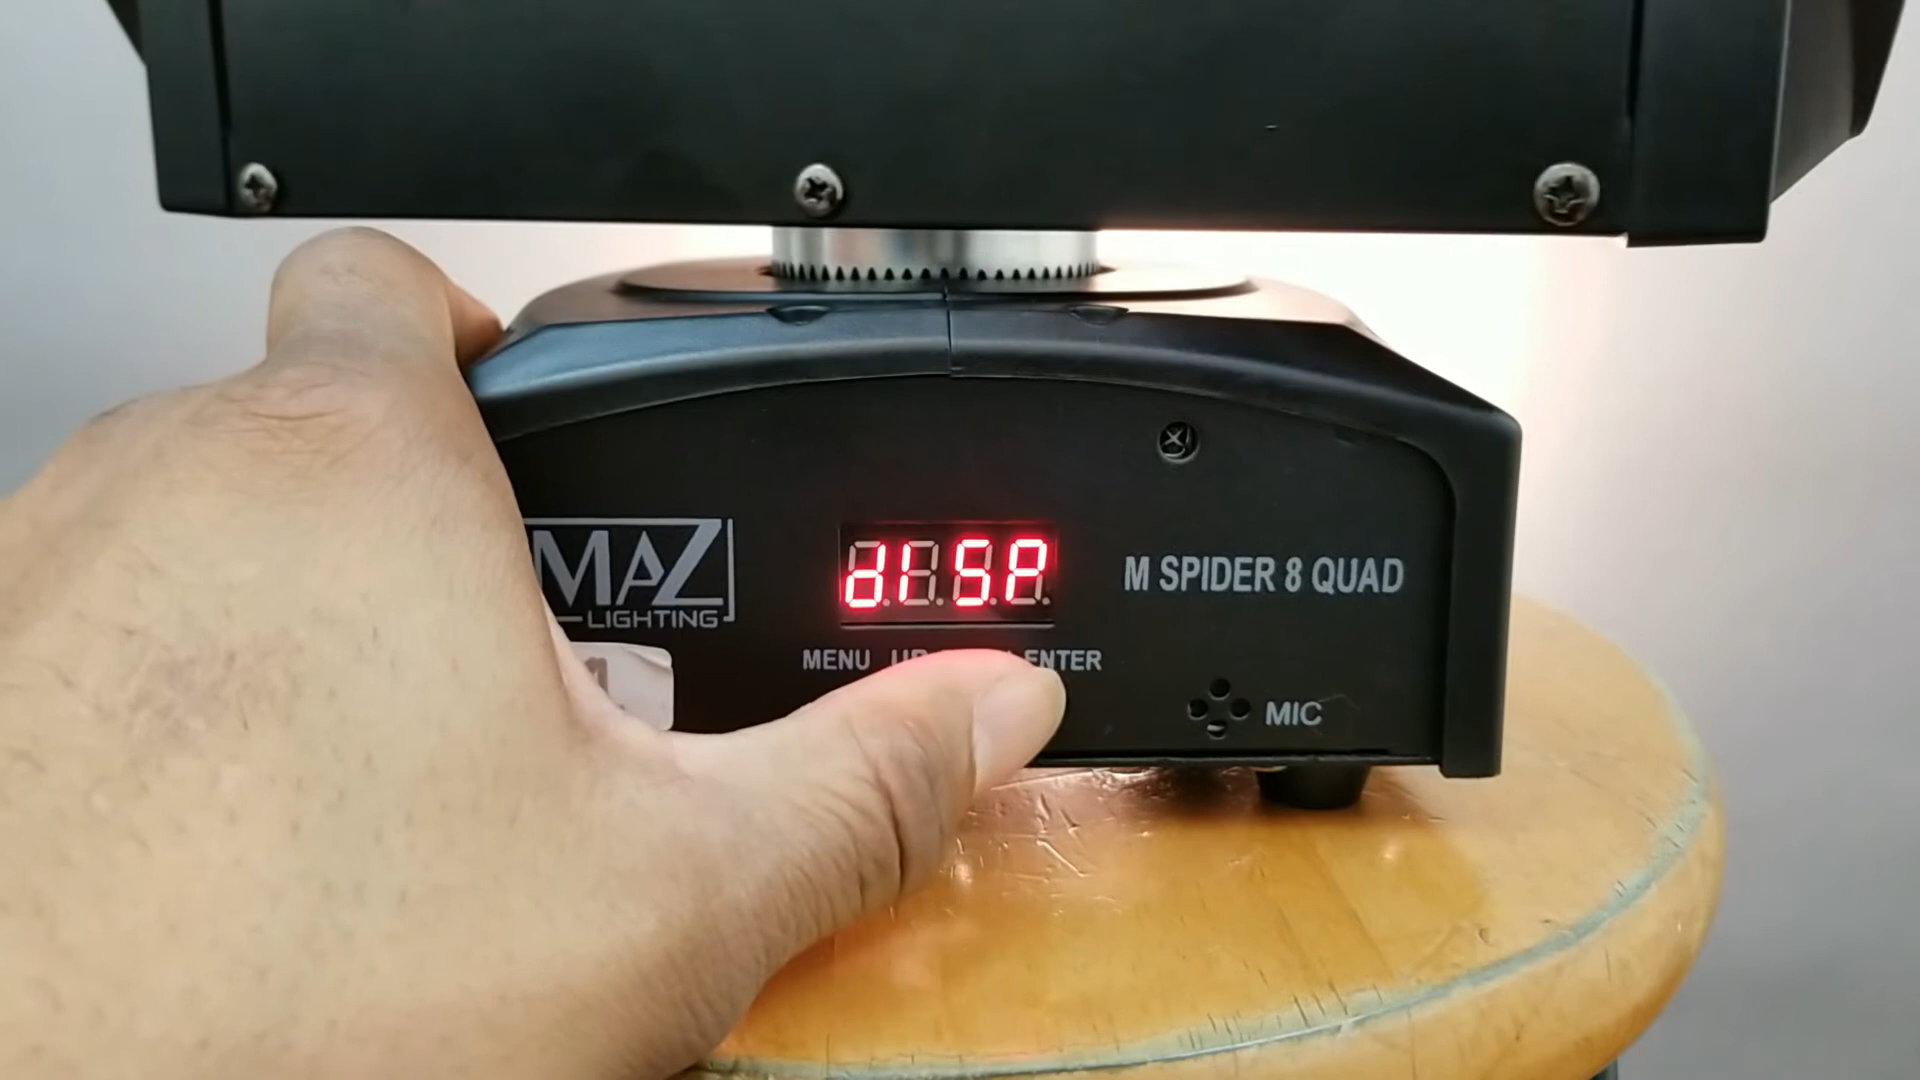 MAZ
LIGHTING
dISP
M SPIDER 8 QUAD
MENU ENTER
MIC